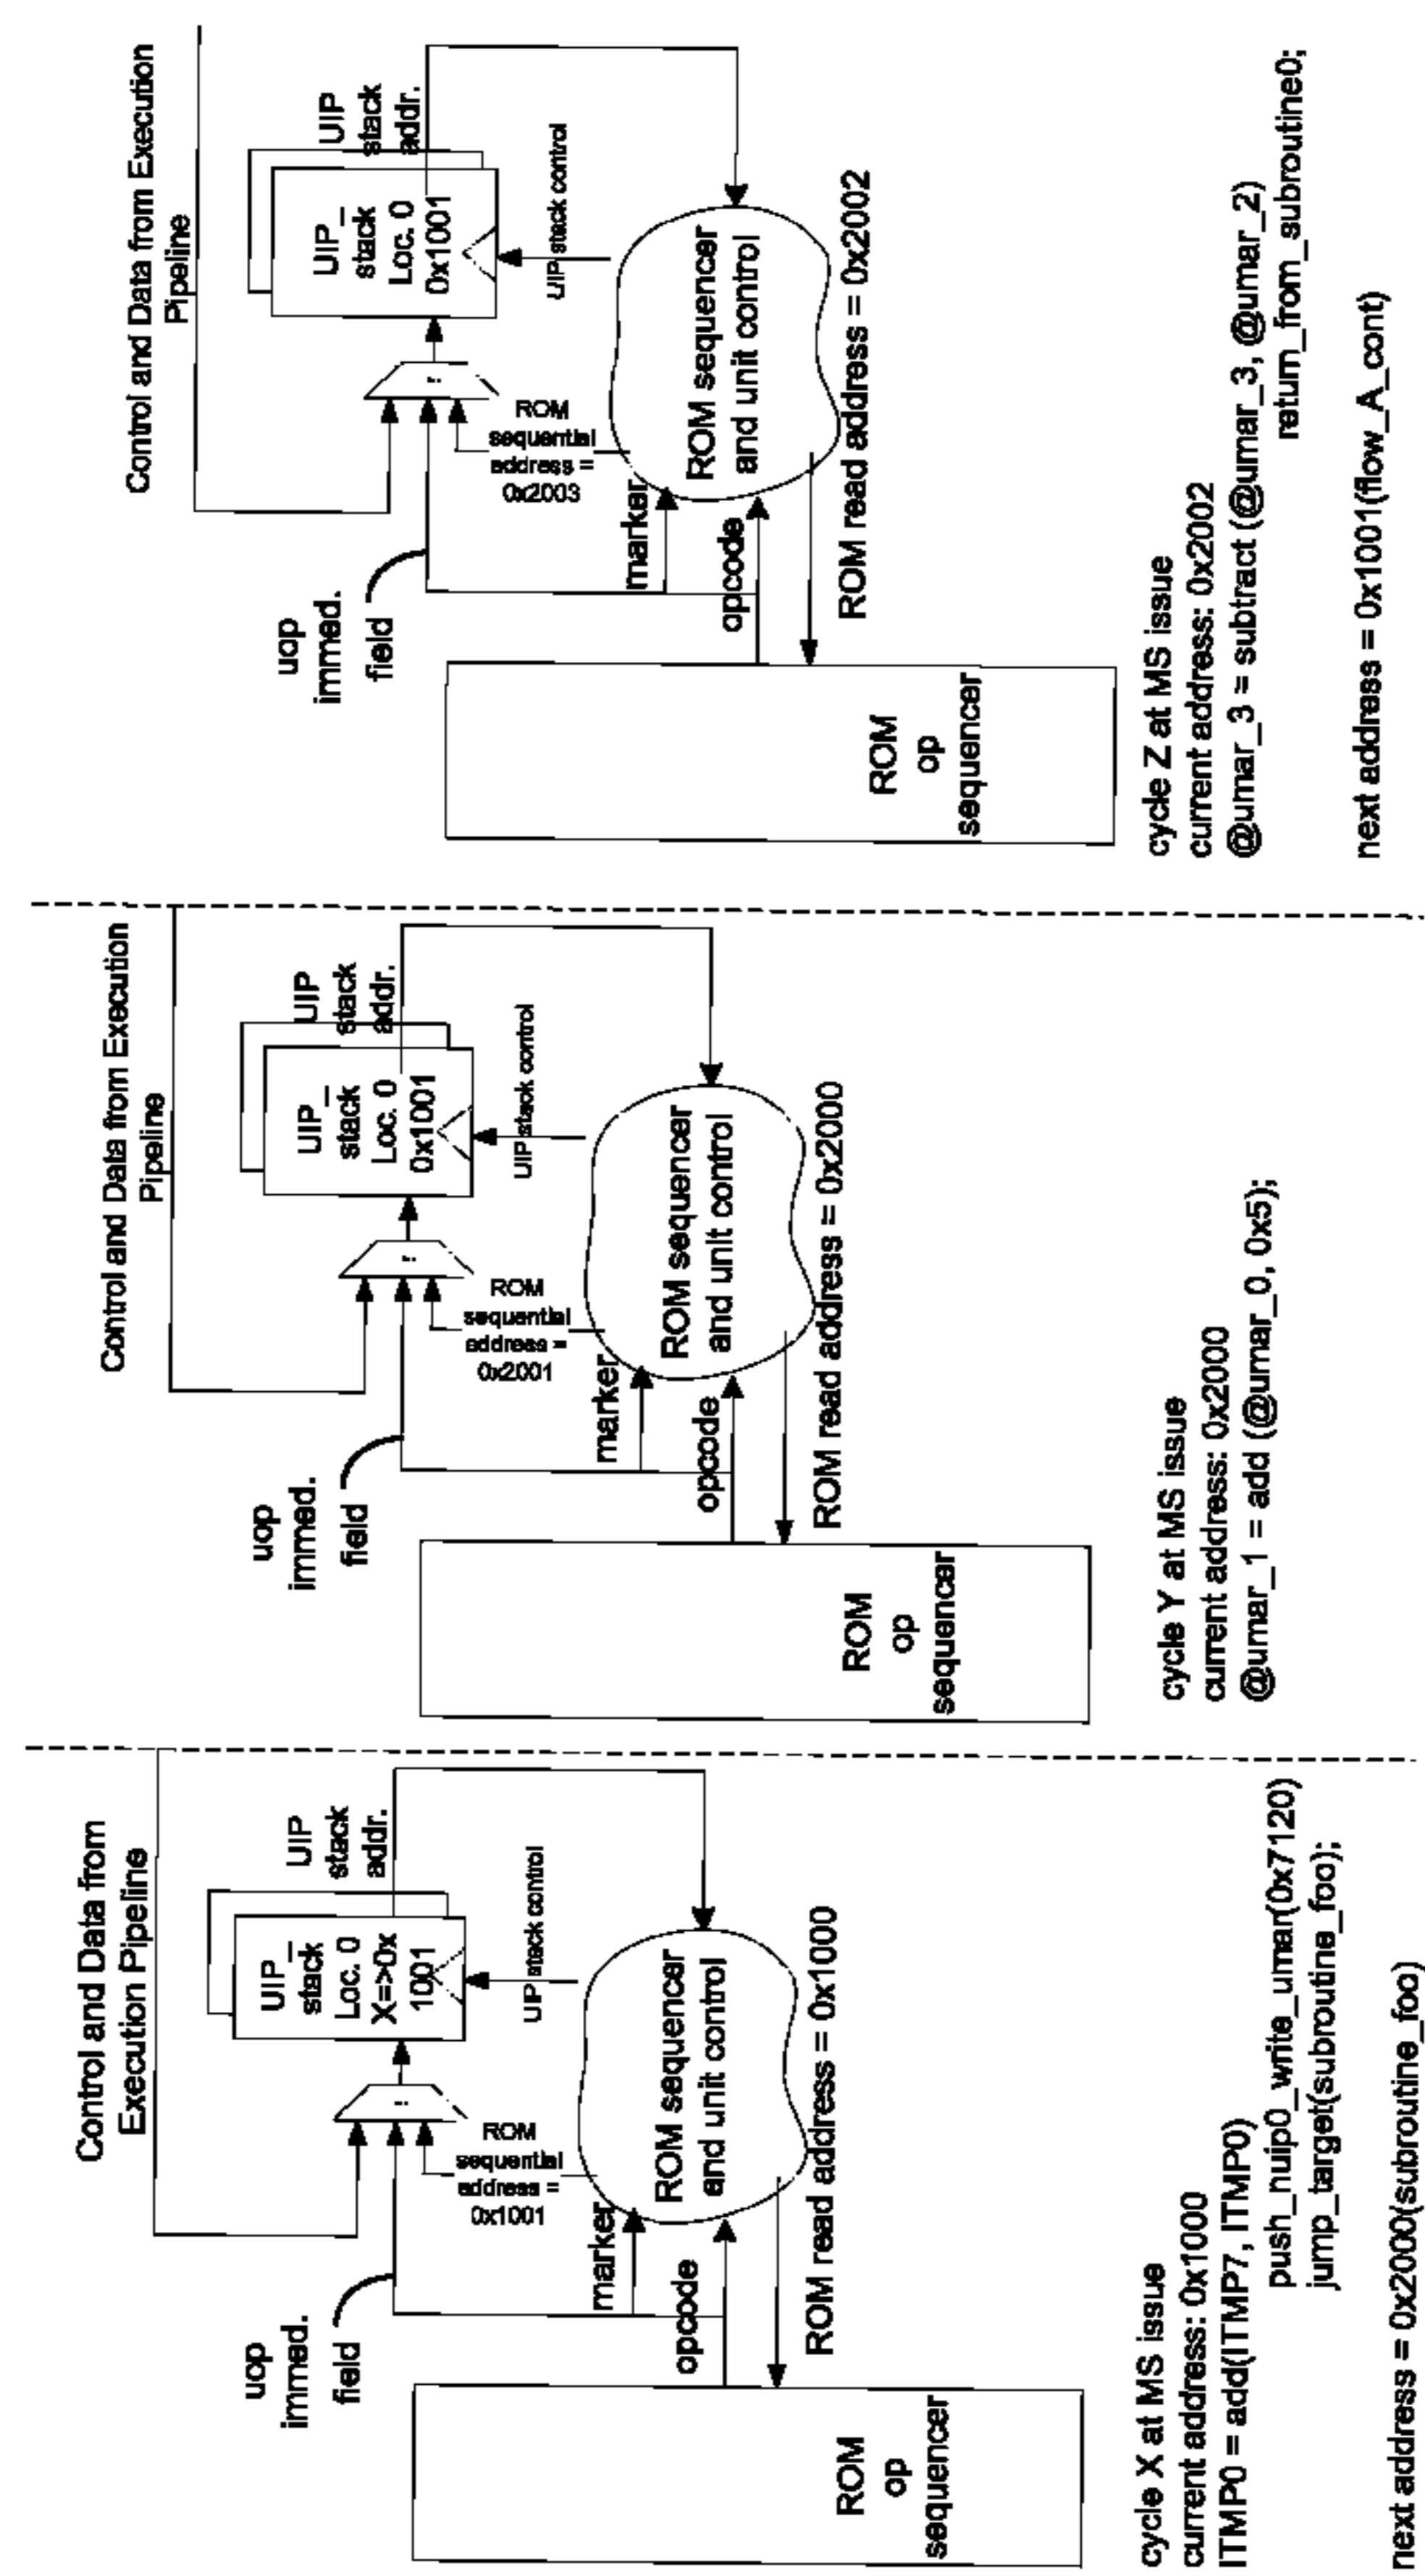 Control and Data from
Execution Pipeline
UIP_
stack
Loc. 0
X=>0x
1001
UIP
stack
addr.
UIP stack control
ROM
sequential
address =
0x1001
uop
immed.
field
marker
opcode
ROM sequencer
and unit control
ROM read address = 0x1000
ROM
op
sequencer
cycle X at MS issue
current address: 0x1000
ITMP0 = add(ITMP7, ITMP0)
push_nuip0_write_umar(0x7120)
jump_target(subroutine_foo);
next address = 0x2000(subroutine_foo)
Control and Data from Execution
Pipeline
UIP_
stack
Loc. 0
0x1001
UIP
stack
addr.
UIP stack control
ROM
sequential
address =
0x2001
uop
immed.
field
marker
opcode
ROM sequencer
and unit control
ROM read address = 0x2000
ROM
op
sequencer
cycle Y at MS issue
current address: 0x2000
@umar_1 = add (@umar_0, 0x5);
Control and Data from Execution
Pipeline
UIP_
stack
Loc. 0
0x1001
UIP
stack
addr.
UIP stack control
ROM
sequential
address =
0x2003
uop
immed.
field
marker
opcode
ROM sequencer
and unit control
ROM read address = 0x2002
ROM
op
sequencer
cycle Z at MS issue
current address: 0x2002
@umar_3 = subtract (@umar_3, @umar_2)
return_from_subroutine0;
next address = 0x1001(flow_A_cont)